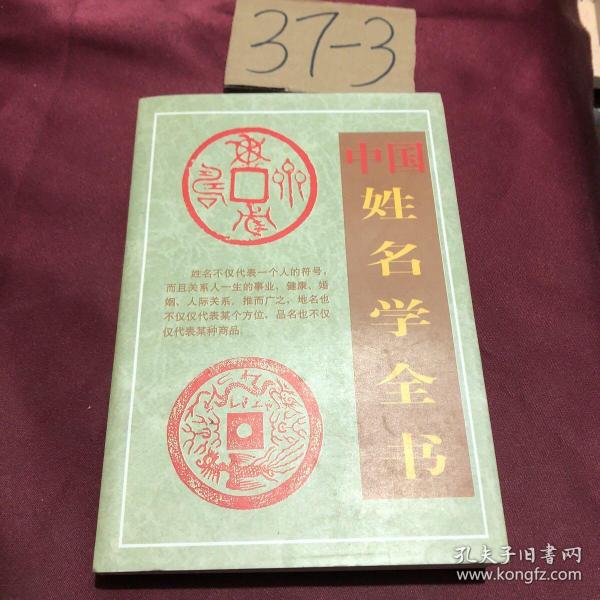 37-3
中国
姓名学全书
姓名不仅代表一个人的符号，
而且关系人一生的事业，健康、婚
姻、人际关系。推而广之，地名也
不仅仅代表某个方位，品名也不仅
仅代表某种商品。
孔夫子旧書网
www.kongfz.com